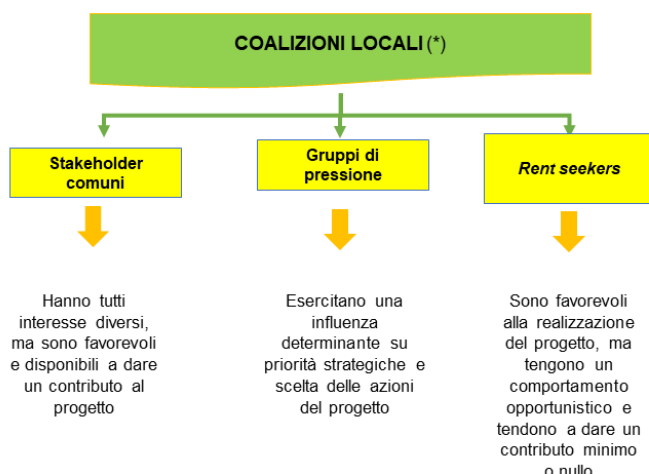 COALIZIONI LOCALI (*)
Stakeholder
comuni
Gruppi di
pressione
Rent seekers
Hanno tutti
interesse diversi,
ma sono favorevoli
e disponibili a dare
un contributo al
progetto
Esercitano una
influenza
determinante su
priorità strategiche e
scelta delle azioni
del progetto
Sono favorevoli
alla realizzazione
del progetto, ma
tengono un
comportamento
opportunistico e
tendono a dare un
contributo minimo
o nullo